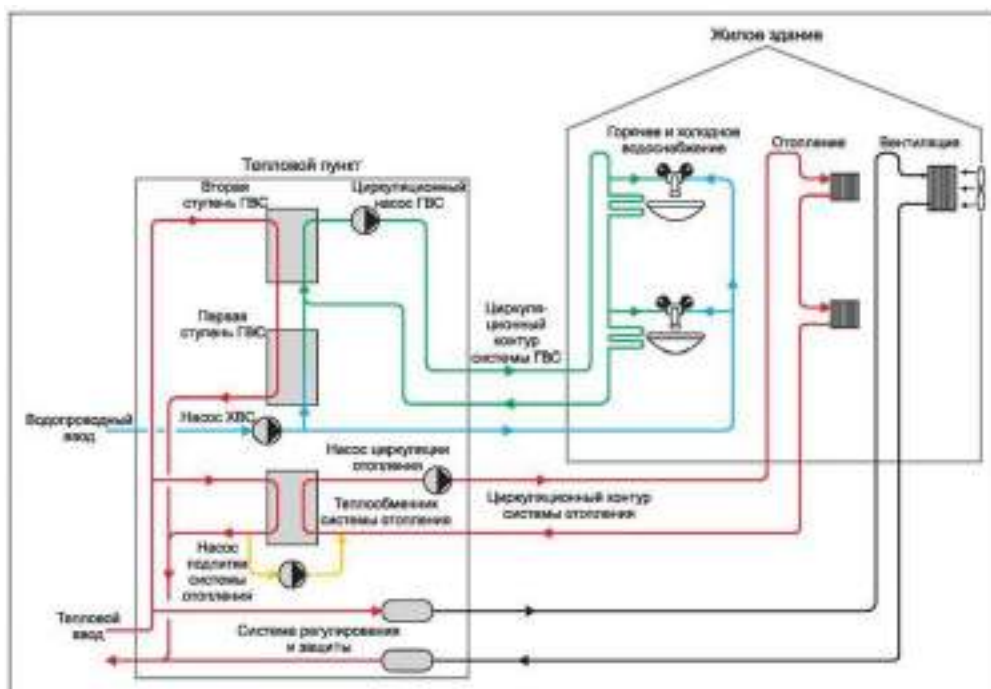 Жилое здание
Горячее и холодное
водоснабжение
Отопление
Вентиляция
Тепловой пункт
Вторая
ступень ГВС
Циркуляционный
насос ГВС
Первая
ступень ГВС
Циркуля-
ционный
контур
системы ГВС
Водопроводный
ввод
Насос ХВС
Насос циркуляции
отопления
Теплообменник
системы отопления
Циркуляционный контур
системы отопления
Насос
подпитки
системы
отопления
Тепловой
ввод
Система регулирования
и защиты